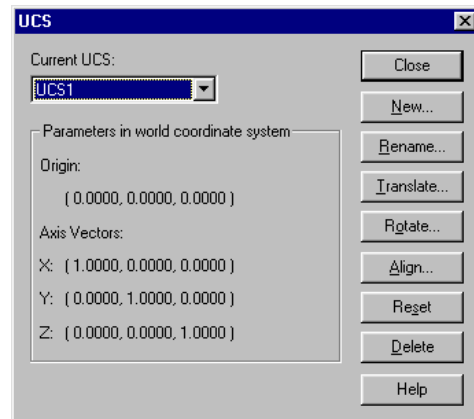 UCS
Current UCS:
UCS1
Parameters in world coordinate system
Origin:
( 0.0000, 0.0000, 0.0000 )
Axis Vectors:
X: ( 1.0000, 0.0000, 0.0000 )
Y: ( 0.0000, 1.0000, 0.0000 )
Z: ( 0.0000, 0.0000, 1.0000 )
Close
New...
Rename...
Translate...
Rotate...
Align...
Reset
Delete
Help